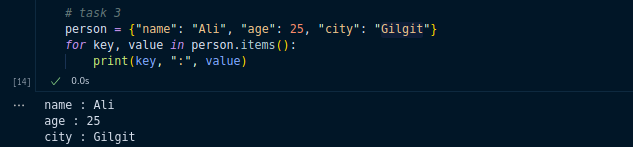 # task 3
person = {"name": "Ali", "age": 25, "city": "Gilgit"}
for key, value in person.items():
    print(key, ":", value)
[14] ✓ 0.0s
... name : Ali
age : 25
city : Gilgit